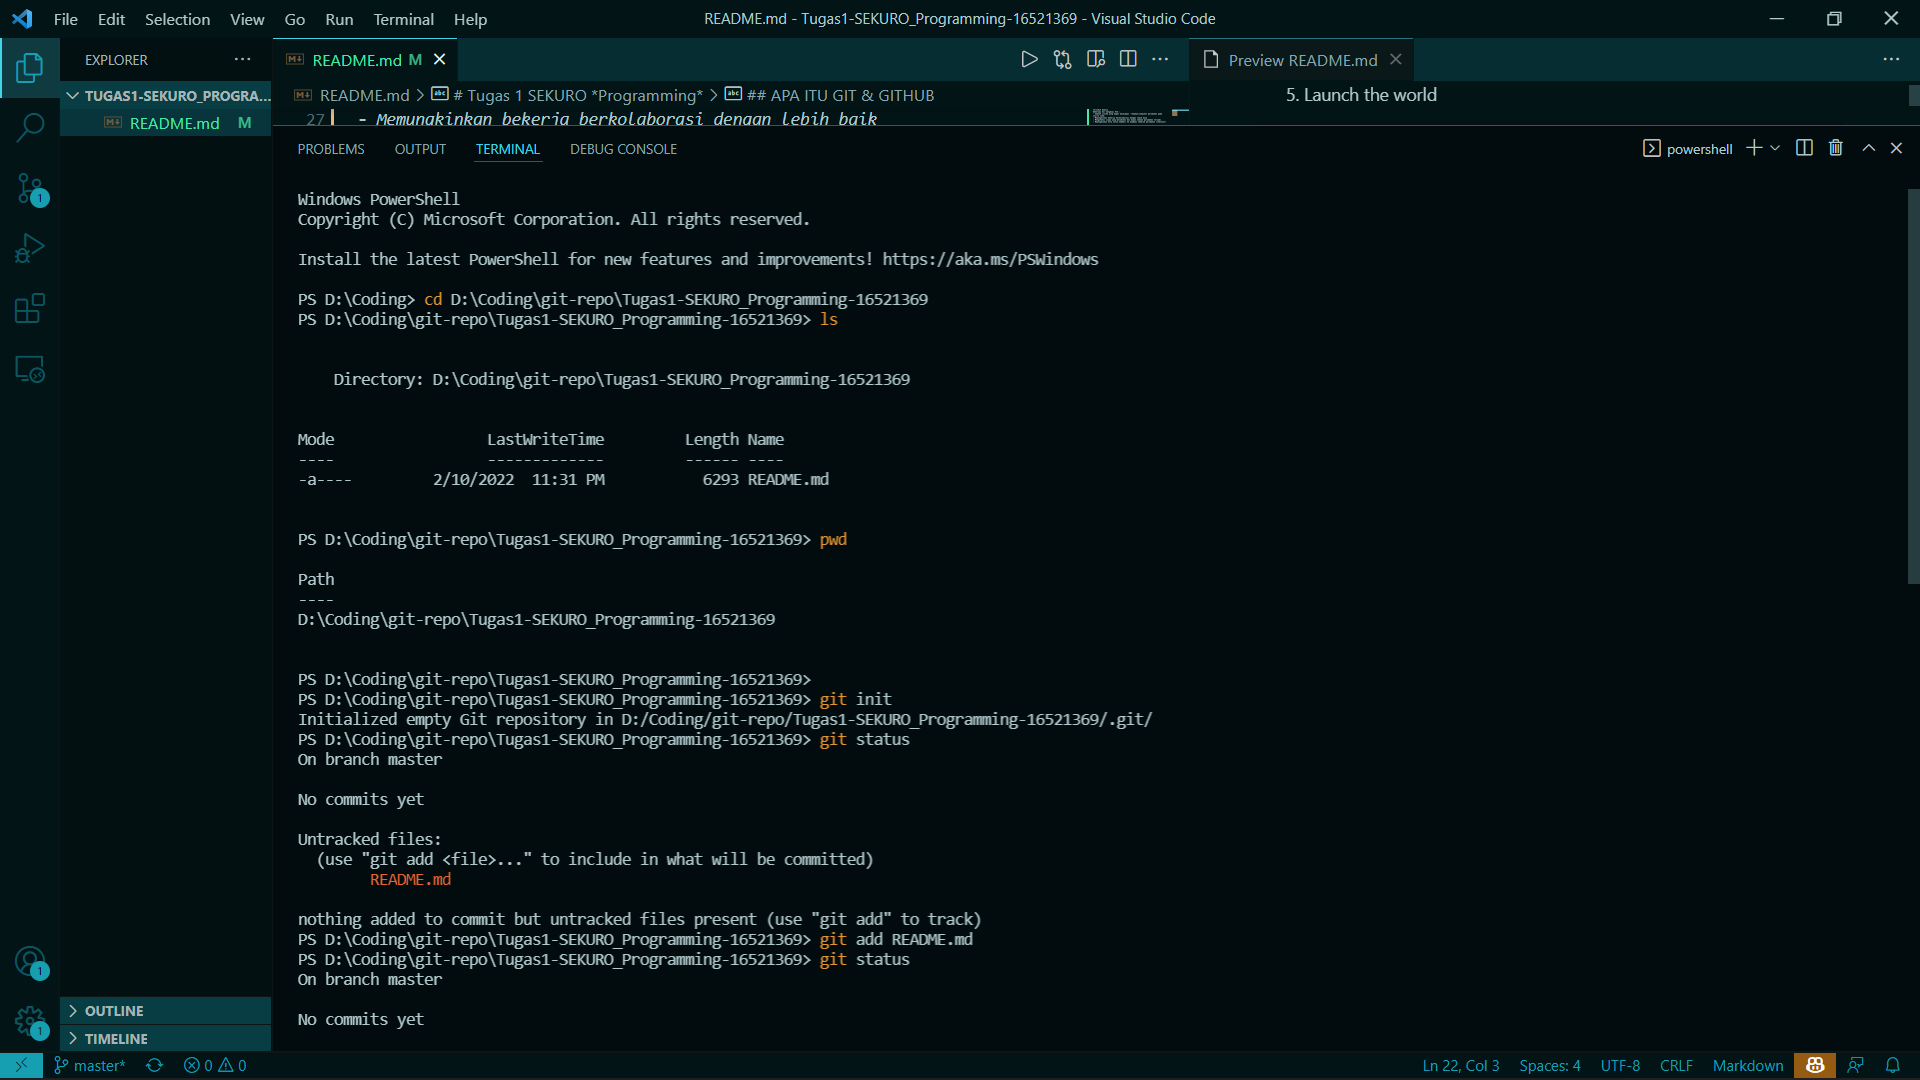 File Edit Selection View Go Run Terminal Help
README.md - Tugas1-SEKURO_Programming-16521369 - Visual Studio Code
EXPLORER
TUGAS1-SEKURO_PROGRA...
README.md M
README.md M
Preview README.md
README.md > # Tugas 1 SEKURO *Programming* > ## APA ITU GIT & GITHUB
27 - Memungkinkan bekerja berkolaborasi dengan lebih baik
5. Launch the world
PROBLEMS OUTPUT TERMINAL DEBUG CONSOLE
powershell
Windows PowerShell
Copyright (C) Microsoft Corporation. All rights reserved.
Install the latest PowerShell for new features and improvements! https://aka.ms/PSWindows
PS D:\Coding> cd D:\Coding\git-repo\Tugas1-SEKURO_Programming-16521369
PS D:\Coding\git-repo\Tugas1-SEKURO_Programming-16521369> ls
Directory: D:\Coding\git-repo\Tugas1-SEKURO_Programming-16521369
Mode LastWriteTime Length Name
---- ------------- ------ ----
-a---- 2/10/2022 11:31 PM 6293 README.md
PS D:\Coding\git-repo\Tugas1-SEKURO_Programming-16521369> pwd
Path
----
D:\Coding\git-repo\Tugas1-SEKURO_Programming-16521369
PS D:\Coding\git-repo\Tugas1-SEKURO_Programming-16521369>
PS D:\Coding\git-repo\Tugas1-SEKURO_Programming-16521369> git init
Initialized empty Git repository in D:/Coding/git-repo/Tugas1-SEKURO_Programming-16521369/.git/
PS D:\Coding\git-repo\Tugas1-SEKURO_Programming-16521369> git status
On branch master
No commits yet
Untracked files:
(use "git add <file>..." to include in what will be committed)
README.md
nothing added to commit but untracked files present (use "git add" to track)
PS D:\Coding\git-repo\Tugas1-SEKURO_Programming-16521369> git add README.md
PS D:\Coding\git-repo\Tugas1-SEKURO_Programming-16521369> git status
On branch master
No commits yet
1
1
1
OUTLINE
TIMELINE
master* 0 0
Ln 22, Col 3 Spaces: 4 UTF-8 CRLF Markdown